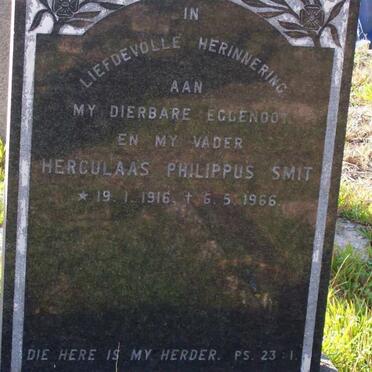 IN
LIEFDEVOLLE HERINNERING
AAN
MY DIERBARE EGGENOOT
EN MY VADER
HERCULAAS PHILIPPUS SMIT
* 19.1.1916. † 6.5.1966.
DIE HERE IS MY HERDER. PS. 23:1.